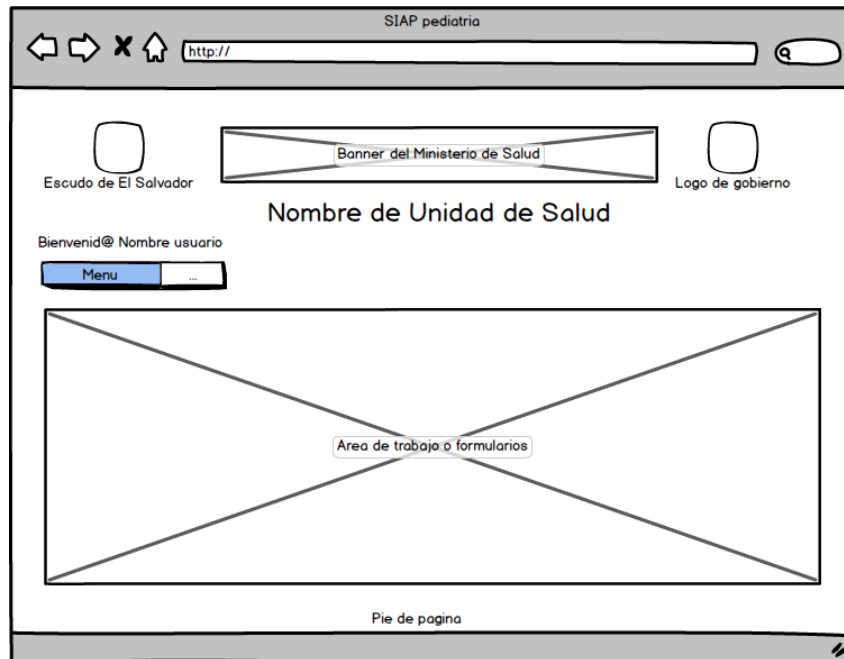 SIAP pediatria
http://
Banner del Ministerio de Salud
Escudo de El Salvador
Logo de gobierno
Nombre de Unidad de Salud
Bienvenid@ Nombre usuario
Menu
...
Area de trabajo o formularios
Pie de pagina